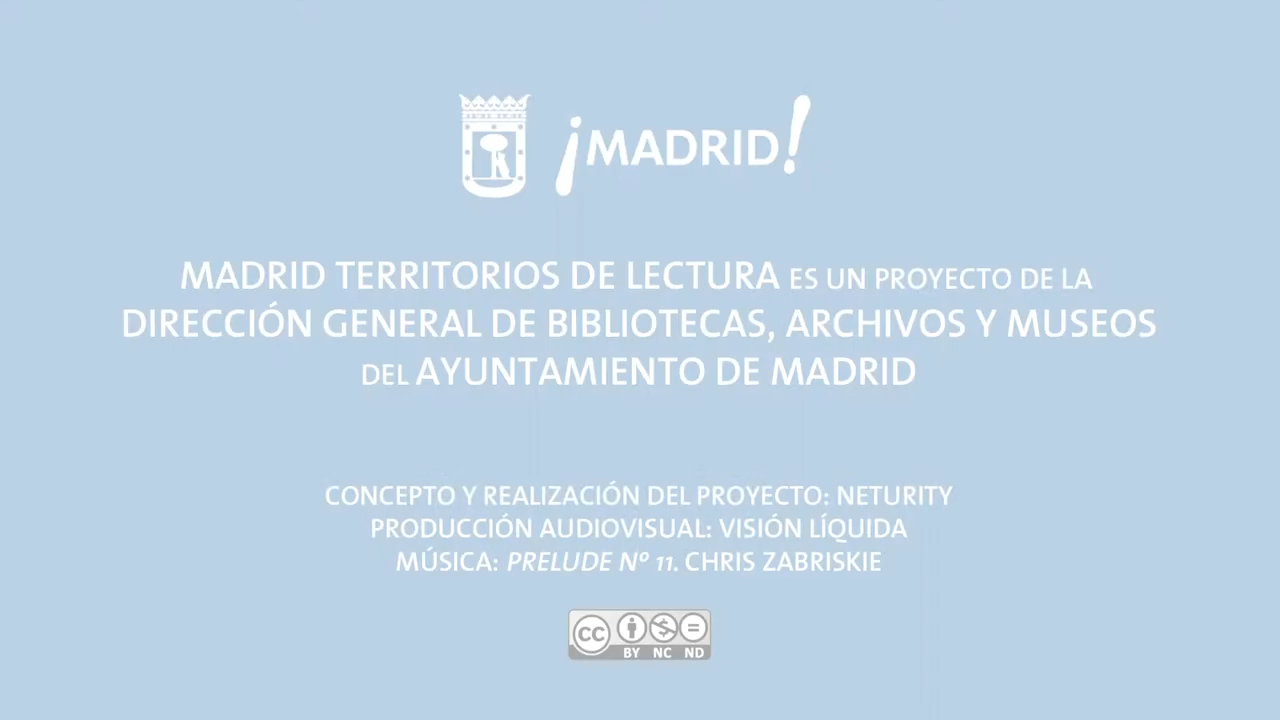 ¡MADRID!
MADRID TERRITORIOS DE LECTURA ES UN PROYECTO DE LA
DIRECCIÓN GENERAL DE BIBLIOTECAS, ARCHIVOS Y MUSEOS
DEL AYUNTAMIENTO DE MADRID
CONCEPTO Y REALIZACIÓN DEL PROYECTO: NETURITY
PRODUCCIÓN AUDIOVISUAL: VISIÓN LÍQUIDA
MÚSICA: PRELUDE Nº 11. CHRIS ZABRISKIE
CC
BY NC ND